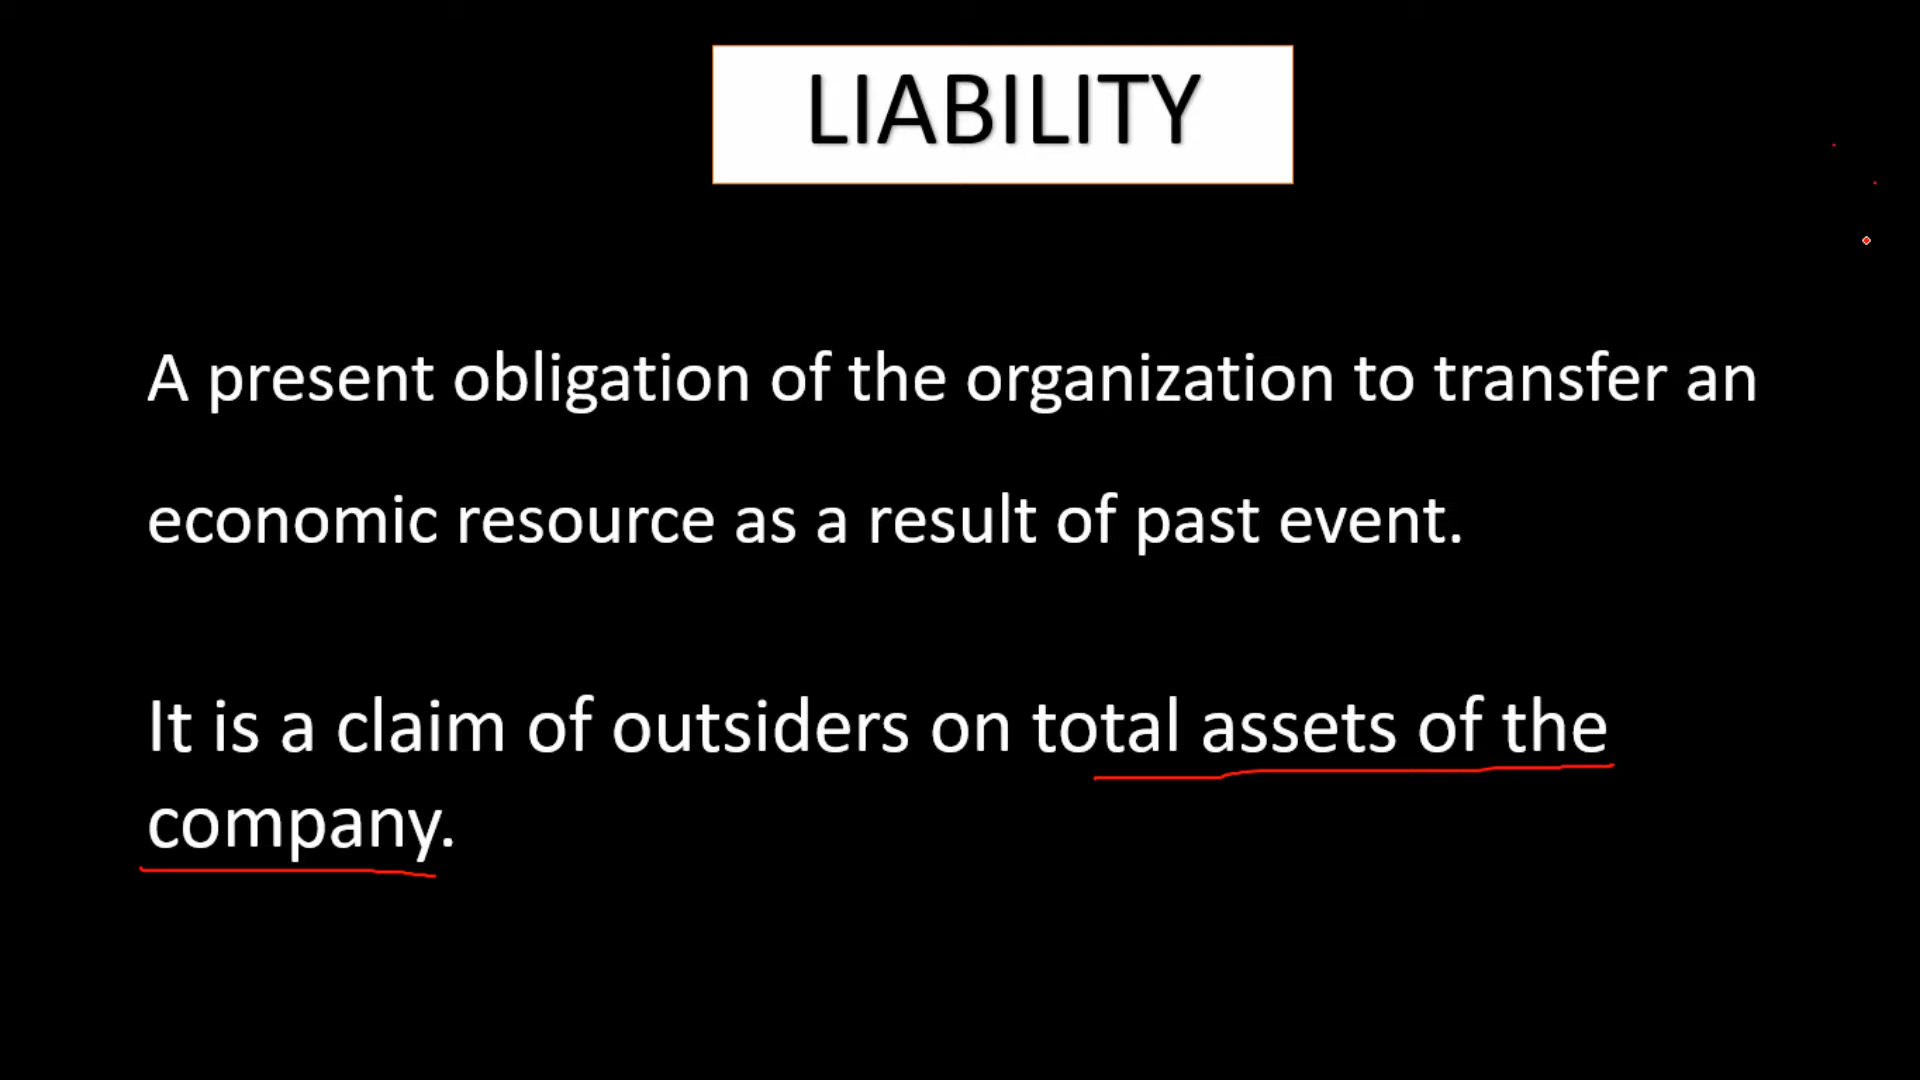 LIABILITY
A present obligation of the organization to transfer an
economic resource as a result of past event.
It is a claim of outsiders on total assets of the
company.